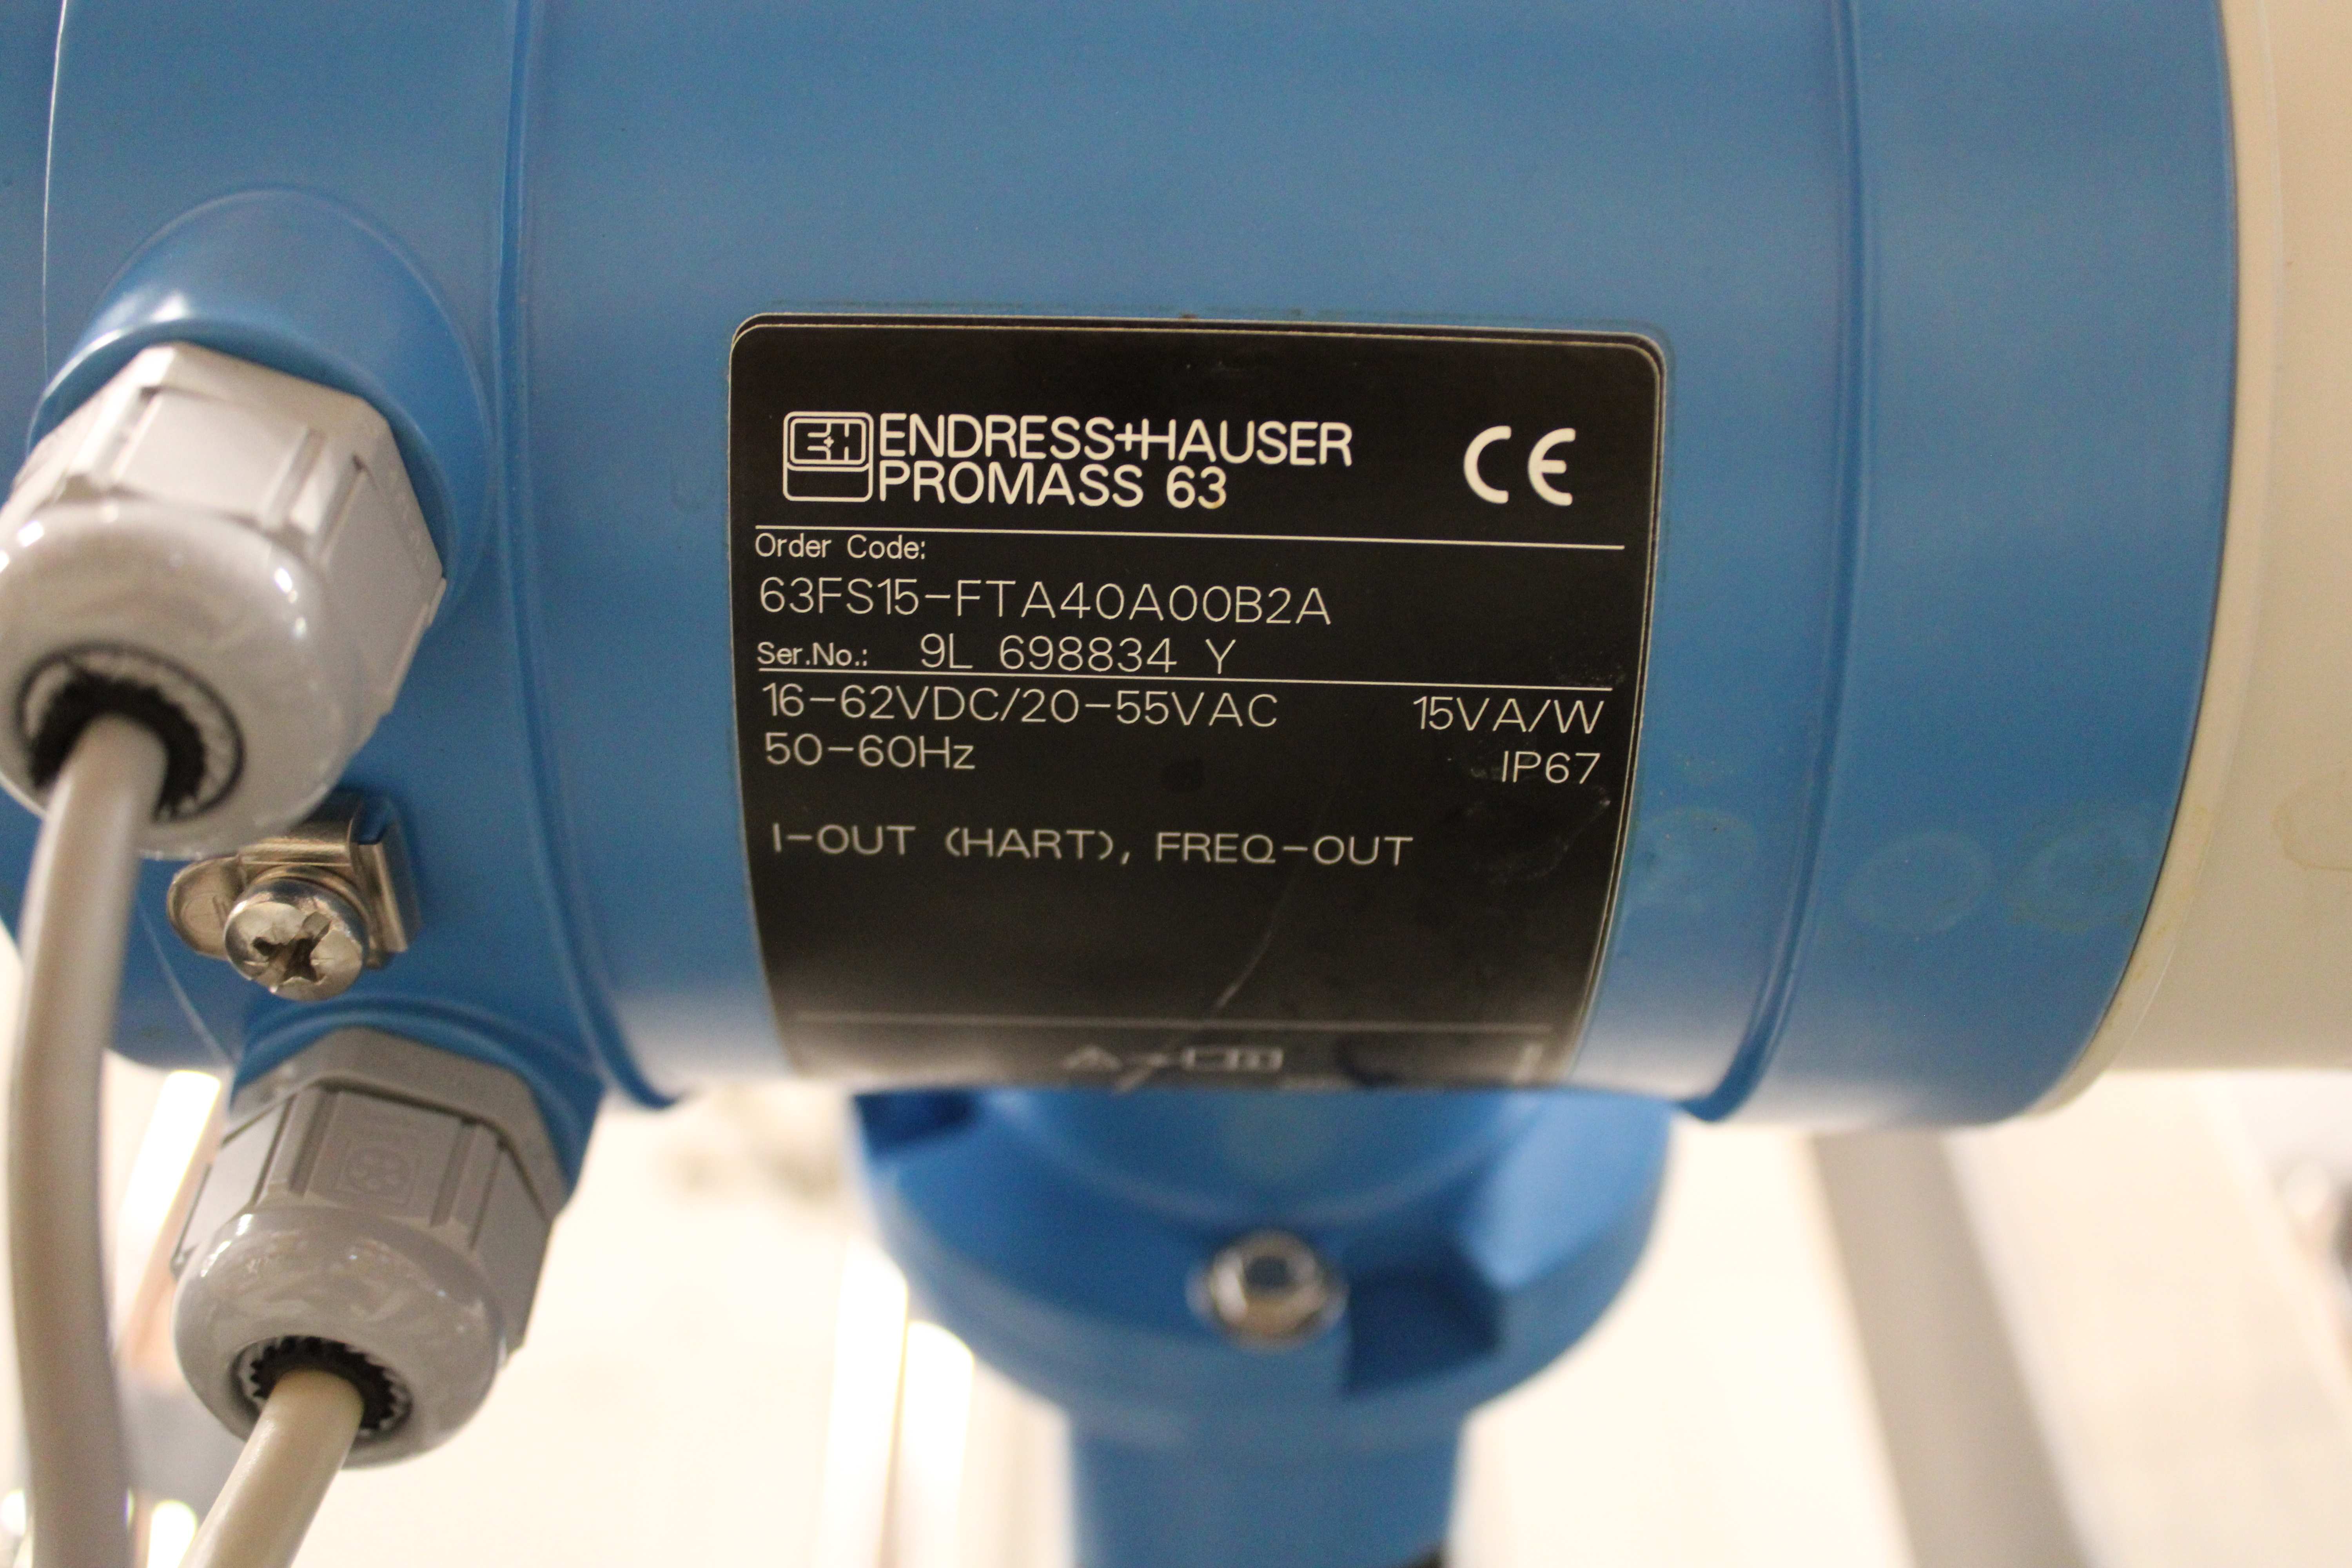 E+H ENDRESS+HAUSER
PROMASS 63
CE
Order Code:
63FS15-FTA40A00B2A
Ser.No.: 9L 698834 Y
16-62VDC/20-55VAC 15VA/W
50-60Hz IP67
I-OUT (HART), FREQ-OUT